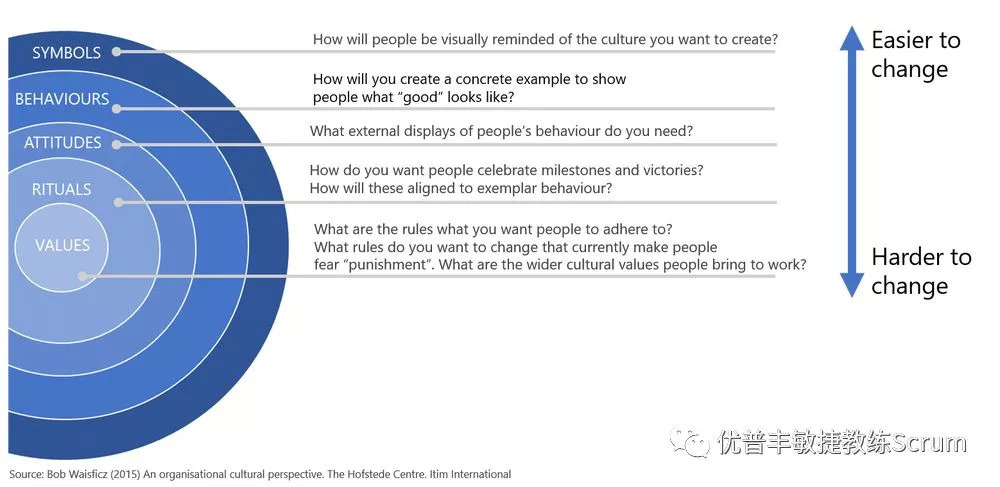 SYMBOLS
How will people be visually reminded of the culture you want to create?
BEHAVIOURS
How will you create a concrete example to show
people what “good” looks like?
ATTITUDES
What external displays of people’s behaviour do you need?
RITUALS
How do you want people celebrate milestones and victories?
How will these aligned to exemplar behaviour?
VALUES
What are the rules what you want people to adhere to?
What rules do you want to change that currently make people
fear “punishment”. What are the wider cultural values people bring to work?
Easier to
change
Harder to
change
优普丰敏捷教练Scrum
Source: Bob Waisficz (2015) An organisational cultural perspective. The Hofstede Centre. Itim International